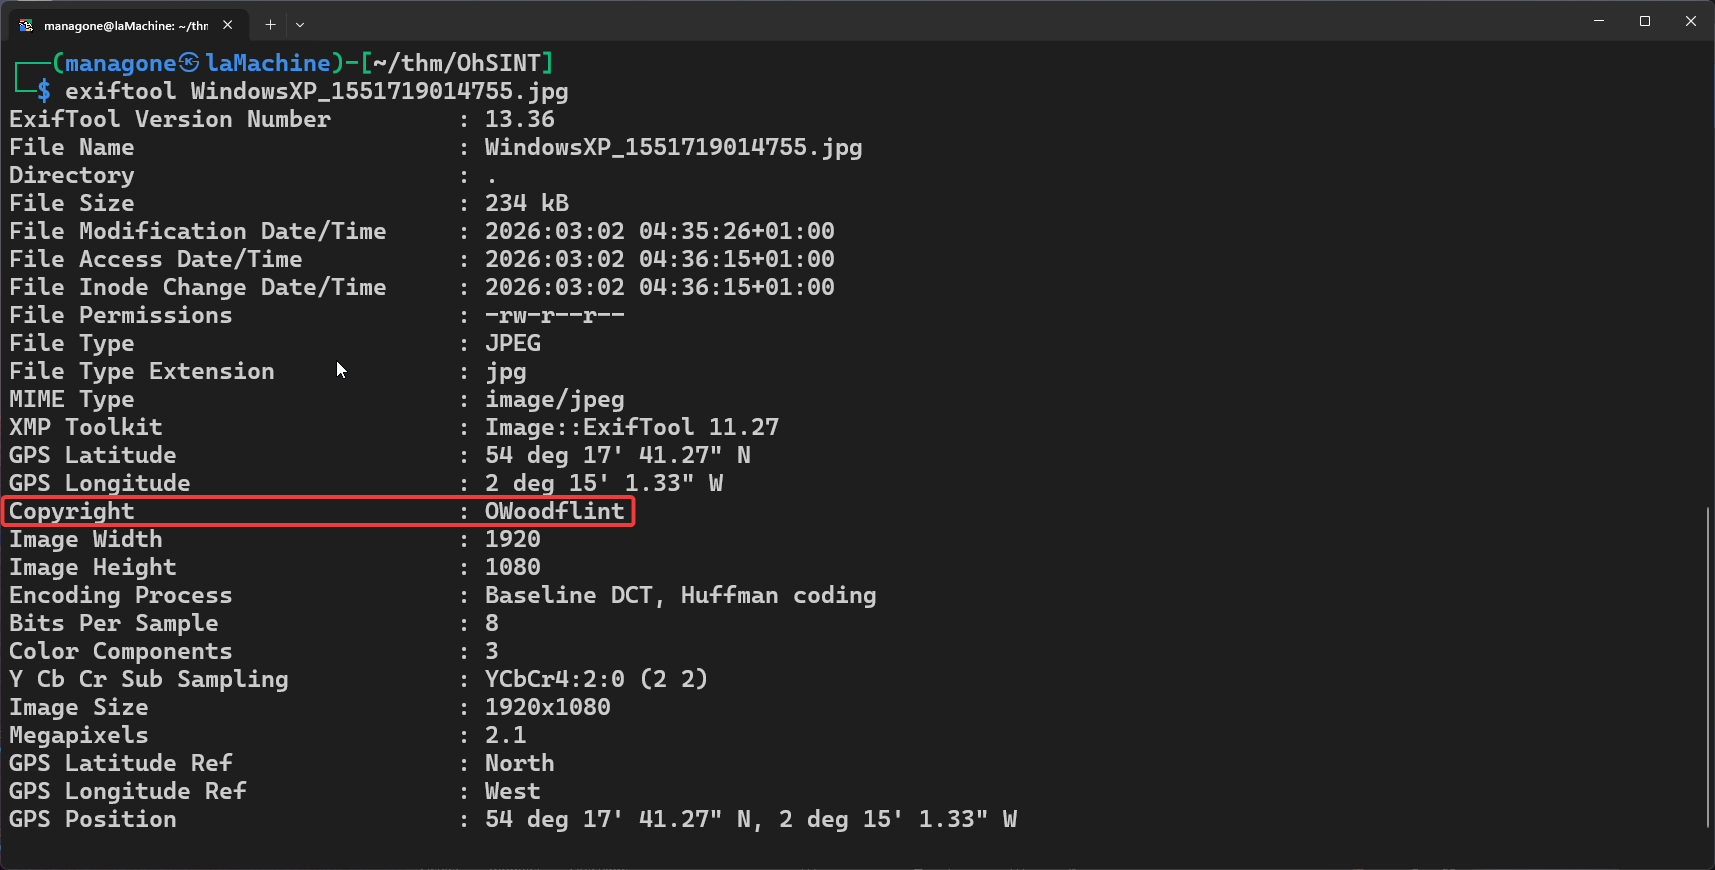 managone@laMachine: ~/thn
(managone㉿laMachine)-[~/thm/OhSINT]
$ exiftool WindowsXP_1551719014755.jpg
ExifTool Version Number : 13.36
File Name : WindowsXP_1551719014755.jpg
Directory : .
File Size : 234 kB
File Modification Date/Time : 2026:03:02 04:35:26+01:00
File Access Date/Time : 2026:03:02 04:36:15+01:00
File Inode Change Date/Time : 2026:03:02 04:36:15+01:00
File Permissions : -rw-r--r--
File Type : JPEG
File Type Extension : jpg
MIME Type : image/jpeg
XMP Toolkit : Image::ExifTool 11.27
GPS Latitude : 54 deg 17' 41.27" N
GPS Longitude : 2 deg 15' 1.33" W
Copyright : OWoodflint
Image Width : 1920
Image Height : 1080
Encoding Process : Baseline DCT, Huffman coding
Bits Per Sample : 8
Color Components : 3
Y Cb Cr Sub Sampling : YCbCr4:2:0 (2 2)
Image Size : 1920x1080
Megapixels : 2.1
GPS Latitude Ref : North
GPS Longitude Ref : West
GPS Position : 54 deg 17' 41.27" N, 2 deg 15' 1.33" W